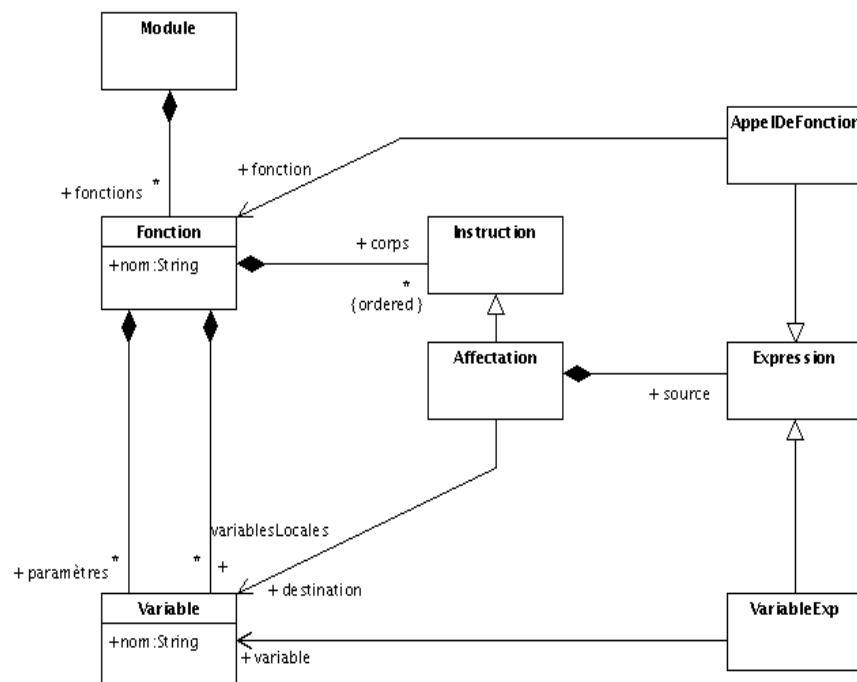 Module
AppelDeFonction
+ fonction
*
+ fonctions
Fonction
+nom:String
+ corps
Instruction
*
{ordered}
Affectation
Expression
+ source
variablesLocales
*
* +
+ paramètres
+ destination
Variable
+nom:String
VariableExp
+ variable